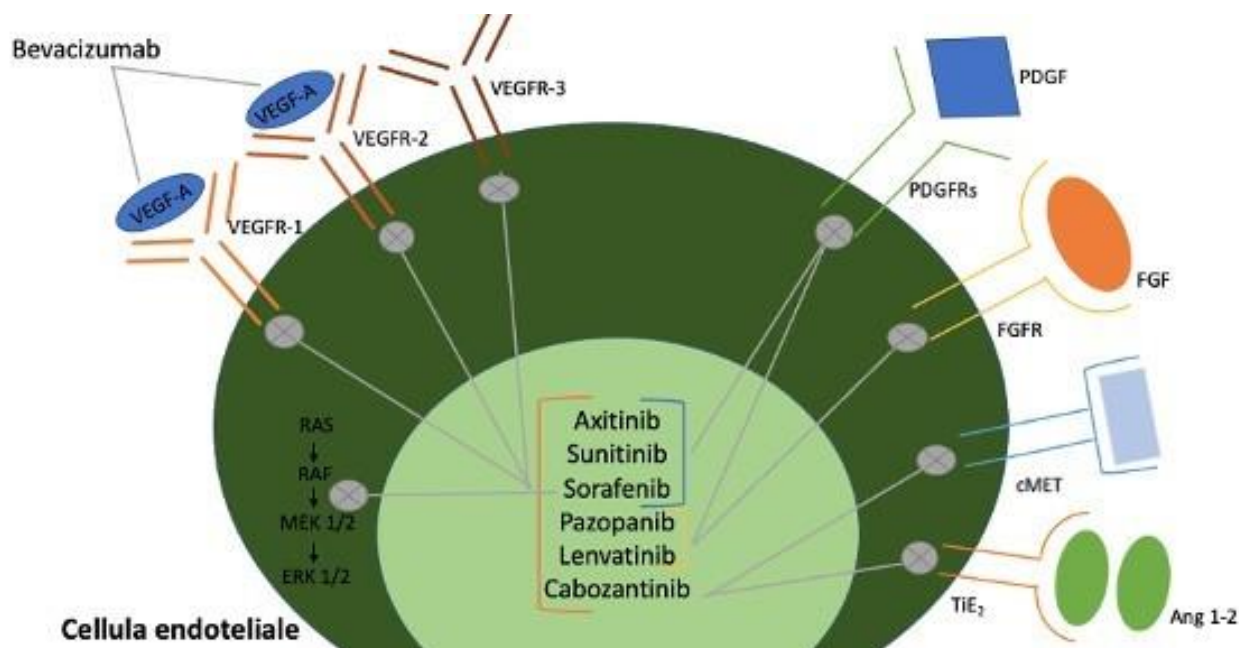 Bevacizumab
VEGF-A
VEGFR-3
PDGF
VEGFR-2
VEGF-A
PDGFRs
VEGFR-1
FGF
FGFR
RAS
RAF
MEK 1/2
ERK 1/2
Axitinib
Sunitinib
Sorafenib
Pazopanib
Lenvatinib
Cabozantinib
cMET
TiE₂
Ang 1-2
Cellula endoteliale